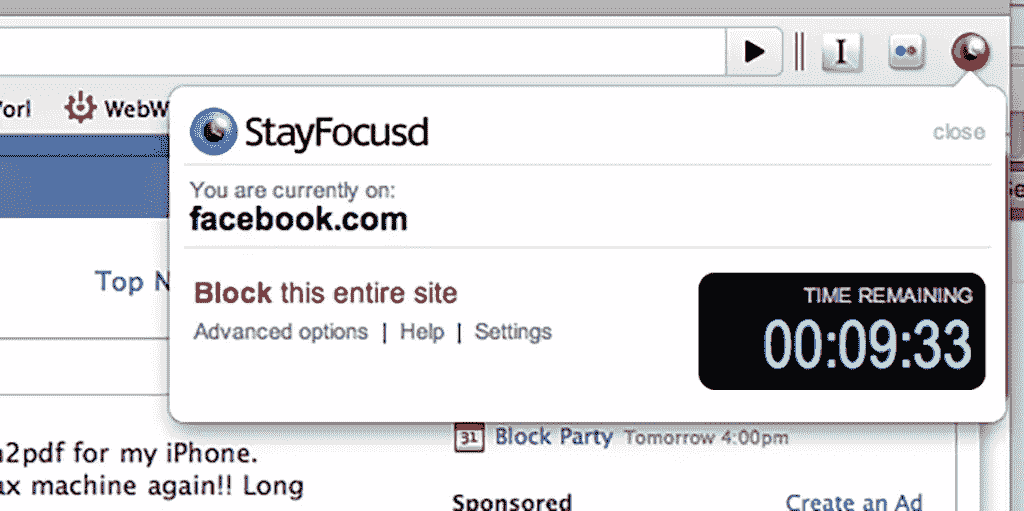 WebW
StayFocusd
close
You are currently on:
facebook.com
Top N
Block this entire site
TIME REMAINING
Advanced options | Help | Settings
00:09:33
31 Block Party Tomorrow 4:00pm
2pdf for my iPhone.
ax machine again!! Long
Sponsored Create an Ad